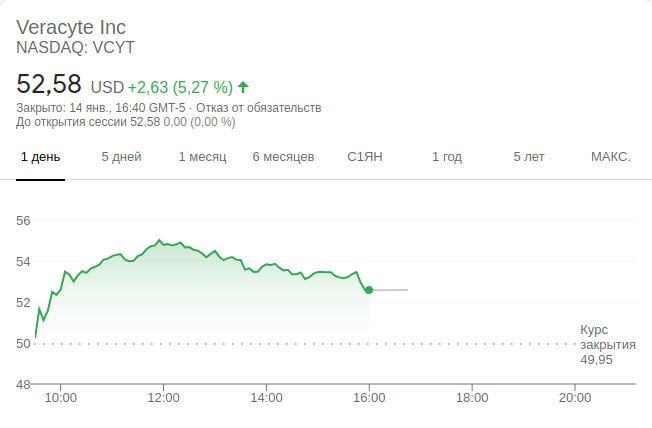 Veracyte Inc
NASDAQ: VCYT
52,58 USD +2,63 (5,27 %)
Закрыто: 14 янв., 16:40 GMT-5 · Отказ от обязательств
До открытия сессии 52,58 0,00 (0,00 %)
1 день 5 дней 1 месяц 6 месяцев С1ЯН 1 год 5 лет МАКС.
56
54
52
50
48
Курс
закрытия
49,95
10:00 12:00 14:00 16:00 18:00 20:00